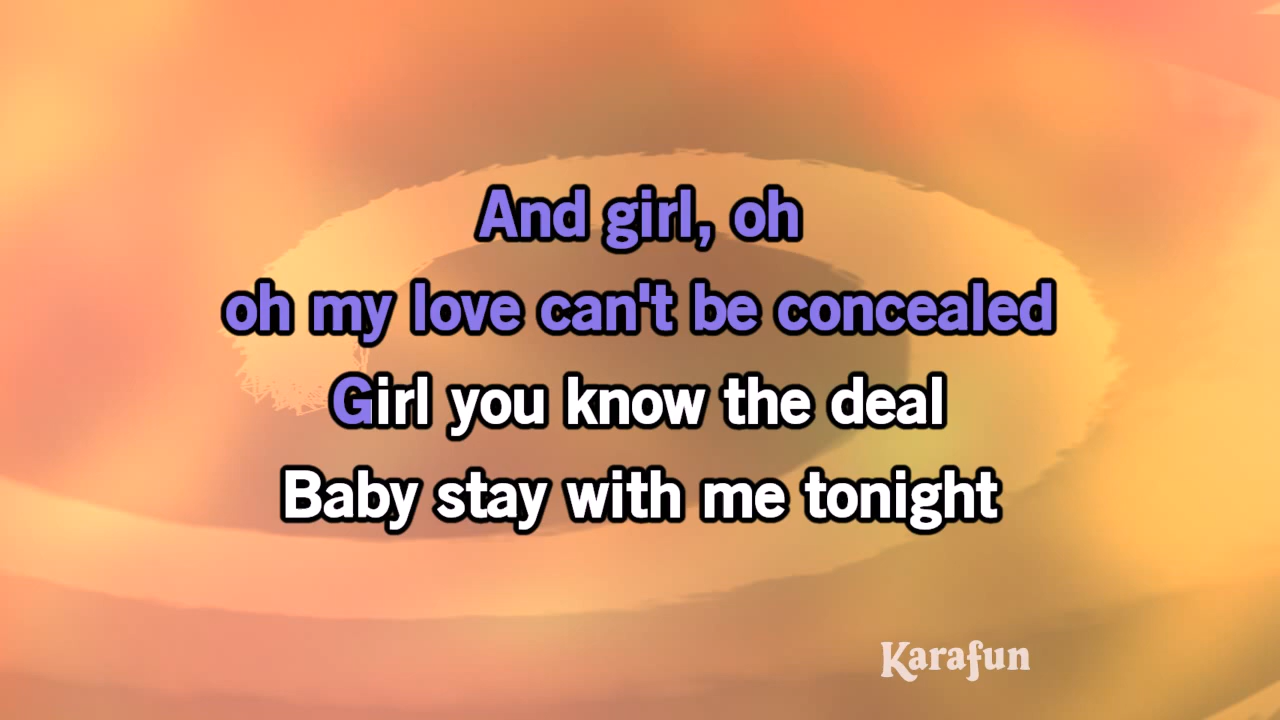 And girl, oh
oh my love can't be concealed
Girl you know the deal
Baby stay with me tonight
Karafun